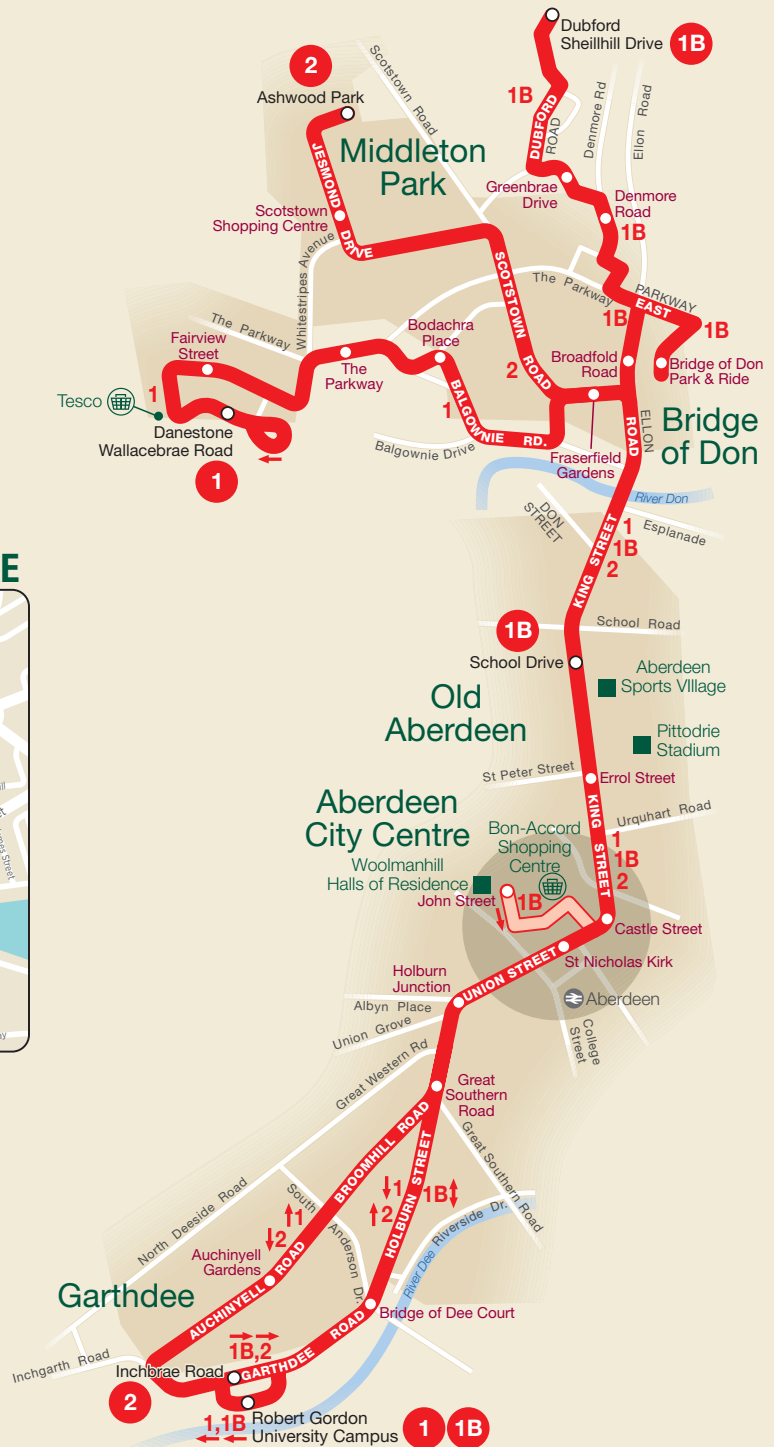 Dubford
Sheillhill Drive
1B
2
Ashwood Park
Scotstown Road
1B
DUBFORD
ROAD
Denmore Rd
Ellon Road
Middleton
Park
JESMOND
DRIVE
Greenbrae
Drive
Denmore
Road
1B
Scotstown
Shopping Centre
Whitestripes Avenue
SCOTSTOWN
ROAD
2
The Parkway
PARKWAY
EAST
1B
1B
The Parkway
Fairview
Street
Bodachra
Place
The
Parkway
Broadfold
Road
Bridge of Don
Park & Ride
1
Tesco
Danestone
Wallacebrae Road
1
1
BALGOWNIE RD.
Balgownie Drive
Fraserfield
Gardens
ELLON
ROAD
Bridge
of Don
River Don
DON
STREET
Esplanade
KING STREET
1
1B
2
E
1B
School Road
School Drive
Aberdeen
Sports VIllage
Old
Aberdeen
Pittodrie
Stadium
St Peter Street
Errol Street
KING STREET
Urquhart Road
1
1B
2
Aberdeen
City Centre
Bon-Accord
Shopping
Centre
Woolmanhill
Halls of Residence
John Street
1B
Castle Street
UNION STREET
St Nicholas Kirk
Holburn
Junction
Aberdeen
College
Street
Albyn Place
Union Grove
Great Western Rd
Great
Southern
Road
Great Southern Road
BROOMHILL ROAD
HOLBURN STREET
1
2
1B
1
2
North Deeside Road
South Anderson Dr.
River Dee
Riverside Dr.
Auchinyell
Gardens
AUCHINYELL ROAD
Garthdee
Bridge of Dee Court
1B,2
GARTHDEE ROAD
Inchgarth Road
Inchbrae Road
2
1,1B
Robert Gordon
University Campus
1
1B